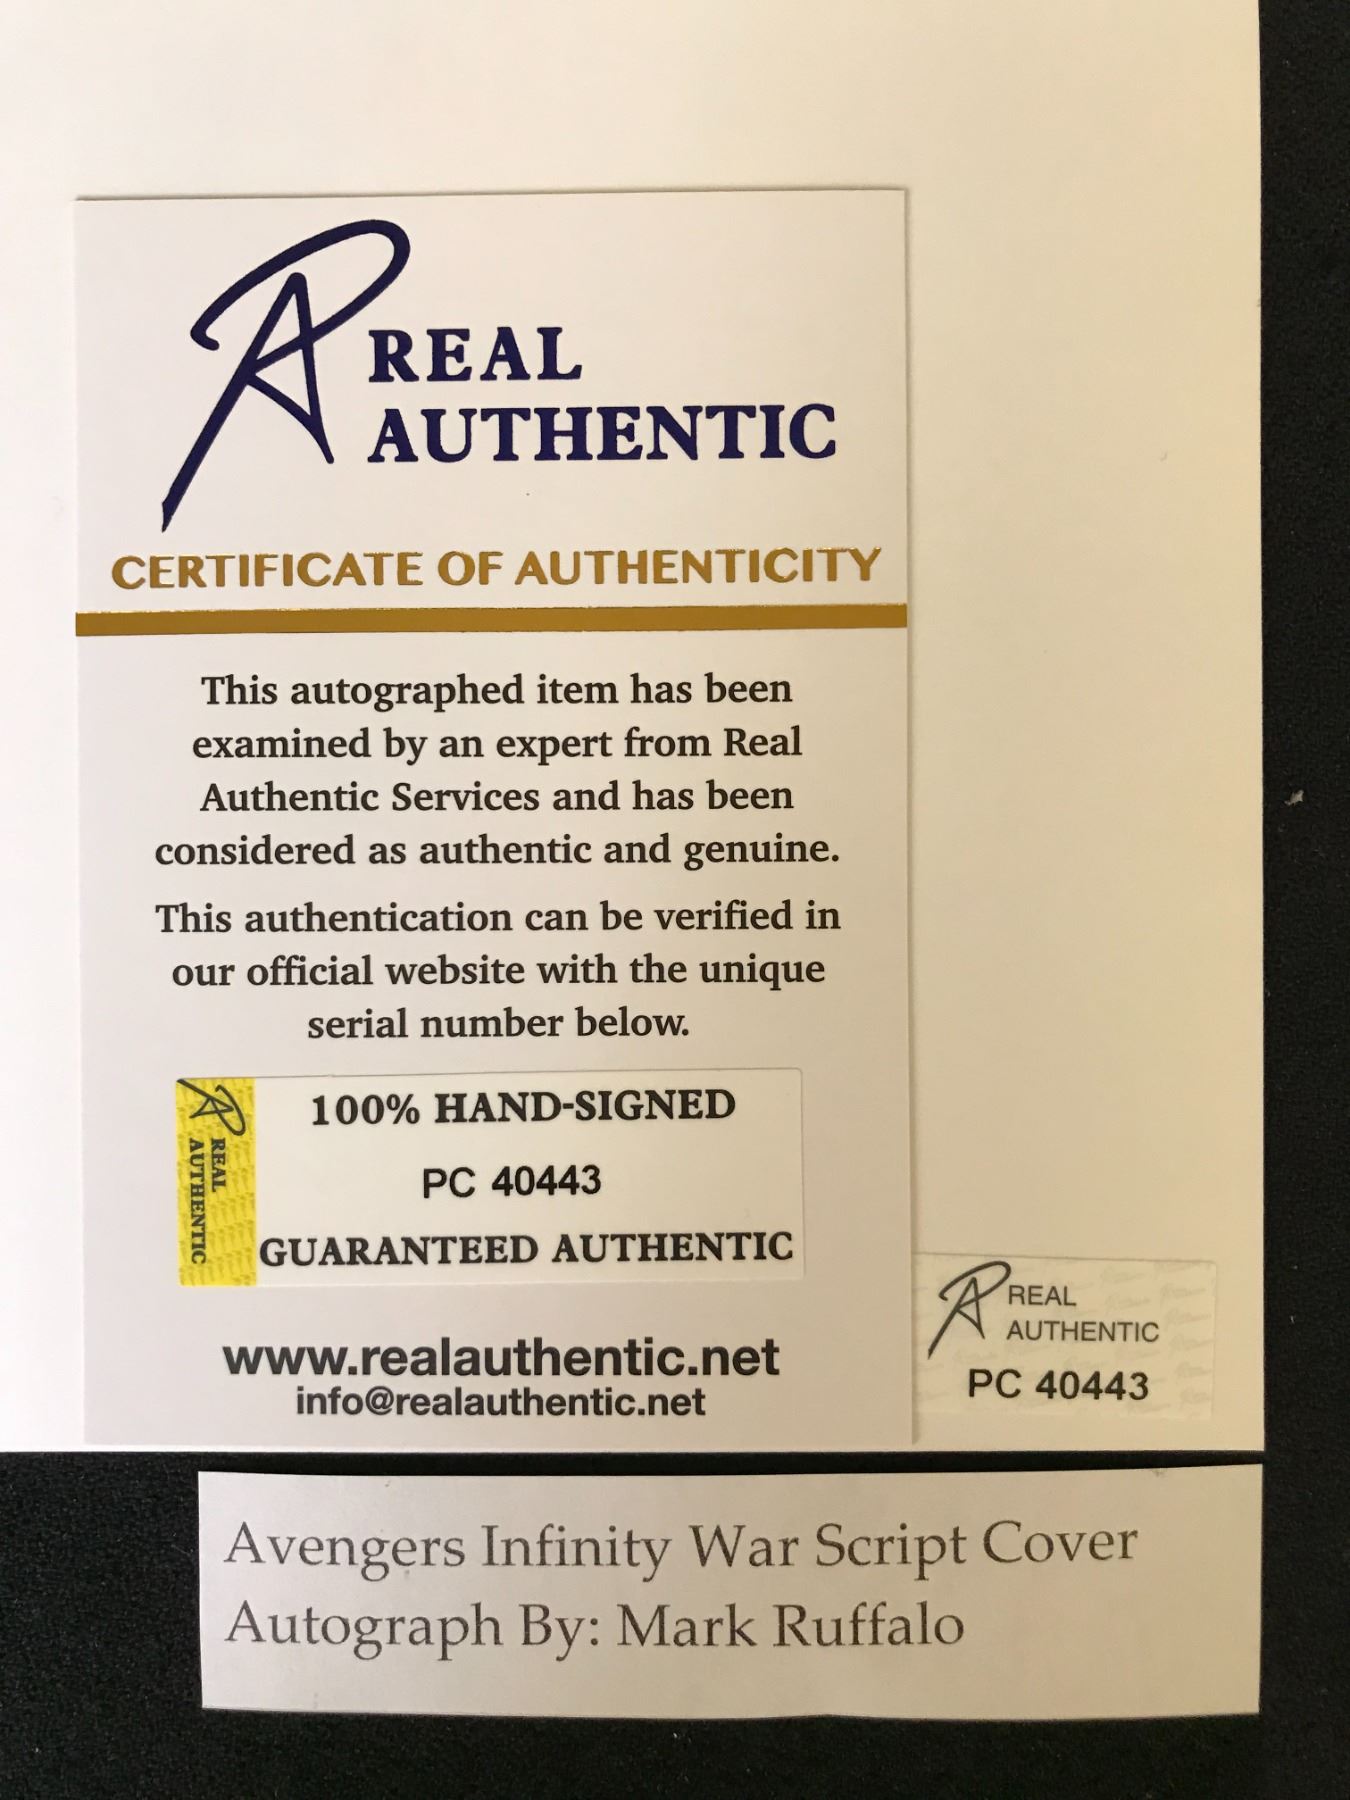 REAL
AUTHENTIC
CERTIFICATE OF AUTHENTICITY
This autographed item has been
examined by an expert from Real
Authentic Services and has been
considered as authentic and genuine.
This authentication can be verified in
our official website with the unique
serial number below.
REAL
AUTHENTIC
100% HAND-SIGNED
PC 40443
GUARANTEED AUTHENTIC
www.realauthentic.net
info@realauthentic.net
REAL
AUTHENTIC
PC 40443
Avengers Infinity War Script Cover
Autograph By: Mark Ruffalo